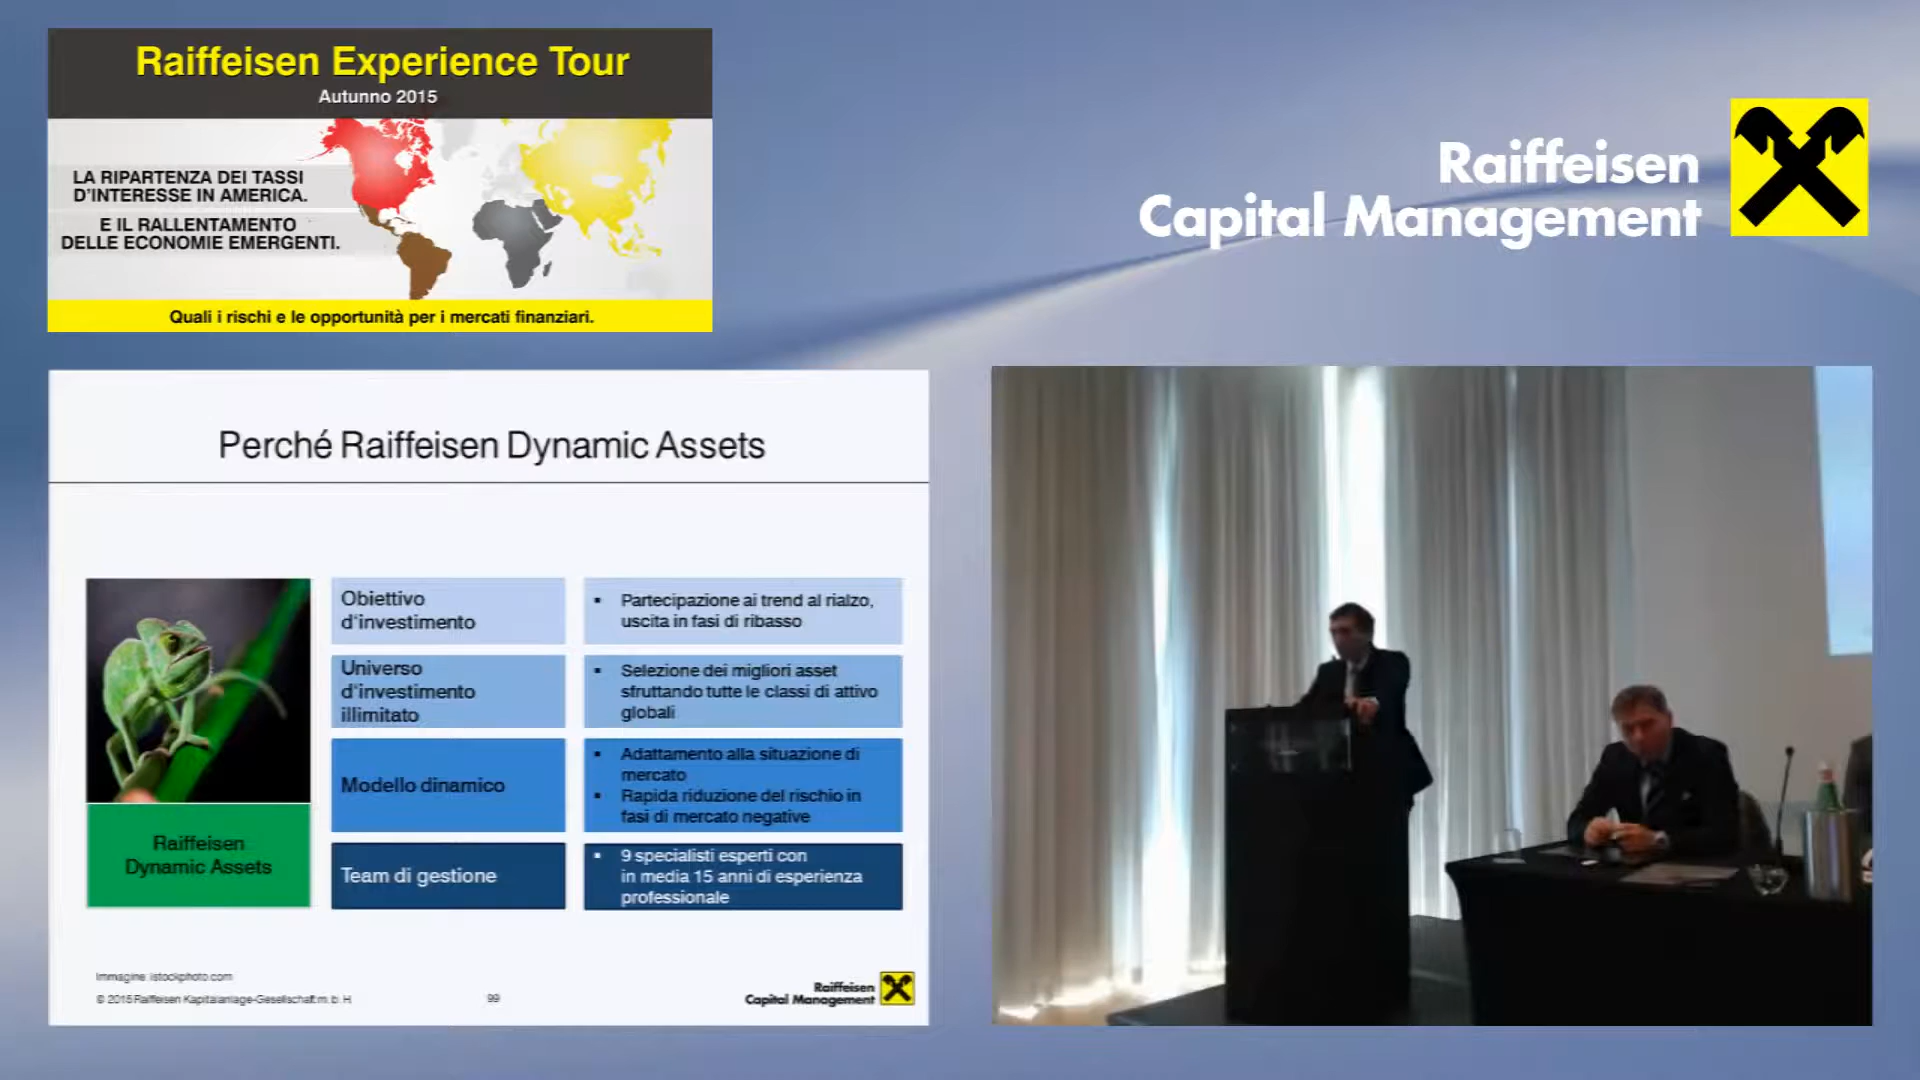 Raiffeisen Experience Tour
Autunno 2015
LA RIPARTENZA DEI TASSI
D'INTERESSE IN AMERICA.
E IL RALLENTAMENTO
DELLE ECONOMIE EMERGENTI.
Quali i rischi e le opportunità per i mercati finanziari.
Raiffeisen
Capital Management
Perché Raiffeisen Dynamic Assets
Obiettivo
d'investimento
▪ Partecipazione ai trend al rialzo,
uscita in fasi di ribasso
Universo
d'investimento
illimitato
▪ Selezione dei migliori asset
sfruttando tutte le classi di attivo
globali
Modello dinamico
▪ Adattamento alla situazione di
mercato
▪ Rapida riduzione del rischio in
fasi di mercato negative
Team di gestione
▪ 9 specialisti esperti con
in media 15 anni di esperienza
professionale
Raiffeisen
Dynamic Assets
Immagine: istockphoto.com
© 2015 Raiffeisen Kapitalanlage-Gesellschaft m. b. H
99
Raiffeisen
Capital Management